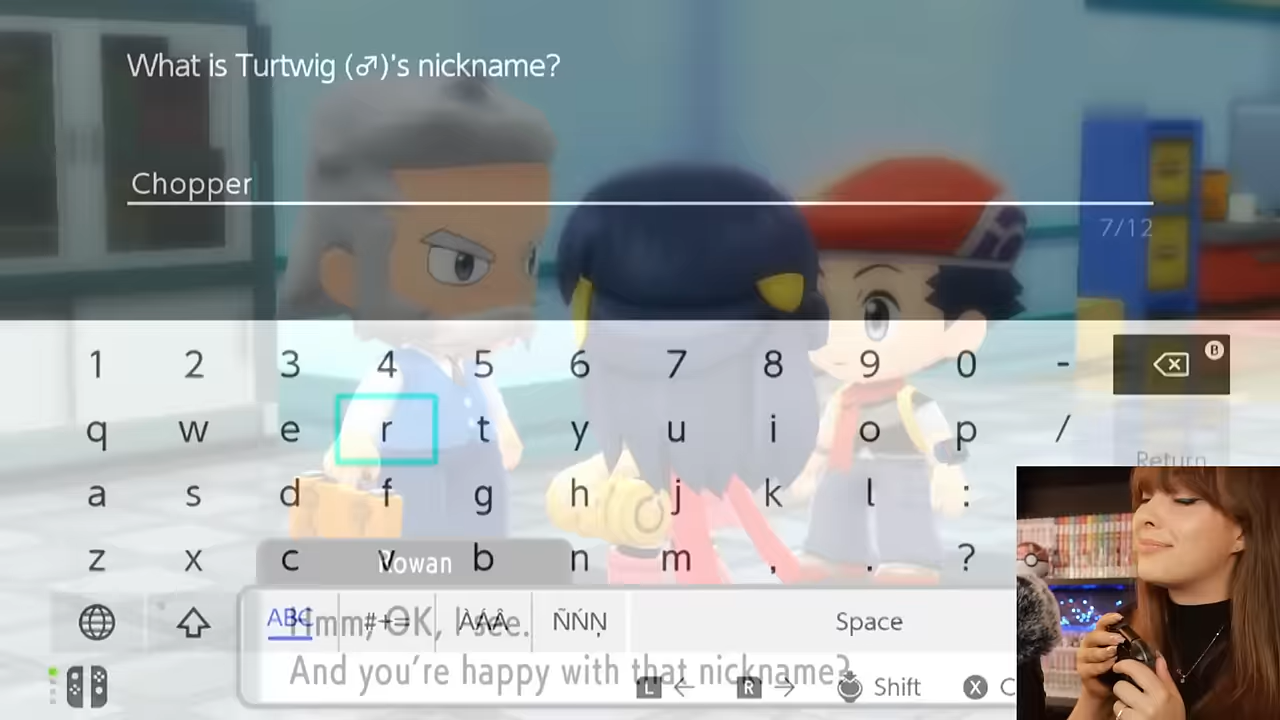 What is Turtwig (♂)'s nickname?
Chopper
7/12
1 2 3 4 5 6 7 8 9 0 -
B
q w e r t y u i o p /
Return
a s d f g h j k l :
z x c v b n m , . ?
Rowan
ABC #+= ÀÁÂ ÑŃṆ Space
Hmm, OK, I see.
And you're happy with that nickname?
L ← R → Shift X